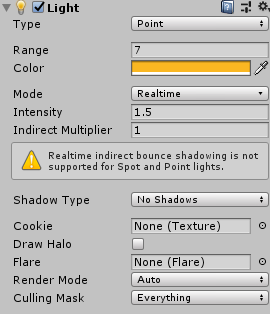 Light
Type Point
Range 7
Color
Mode Realtime
Intensity 1.5
Indirect Multiplier 1
Realtime indirect bounce shadowing is not
supported for Spot and Point lights.
Shadow Type No Shadows
Cookie None (Texture)
Draw Halo
Flare None (Flare)
Render Mode Auto
Culling Mask Everything